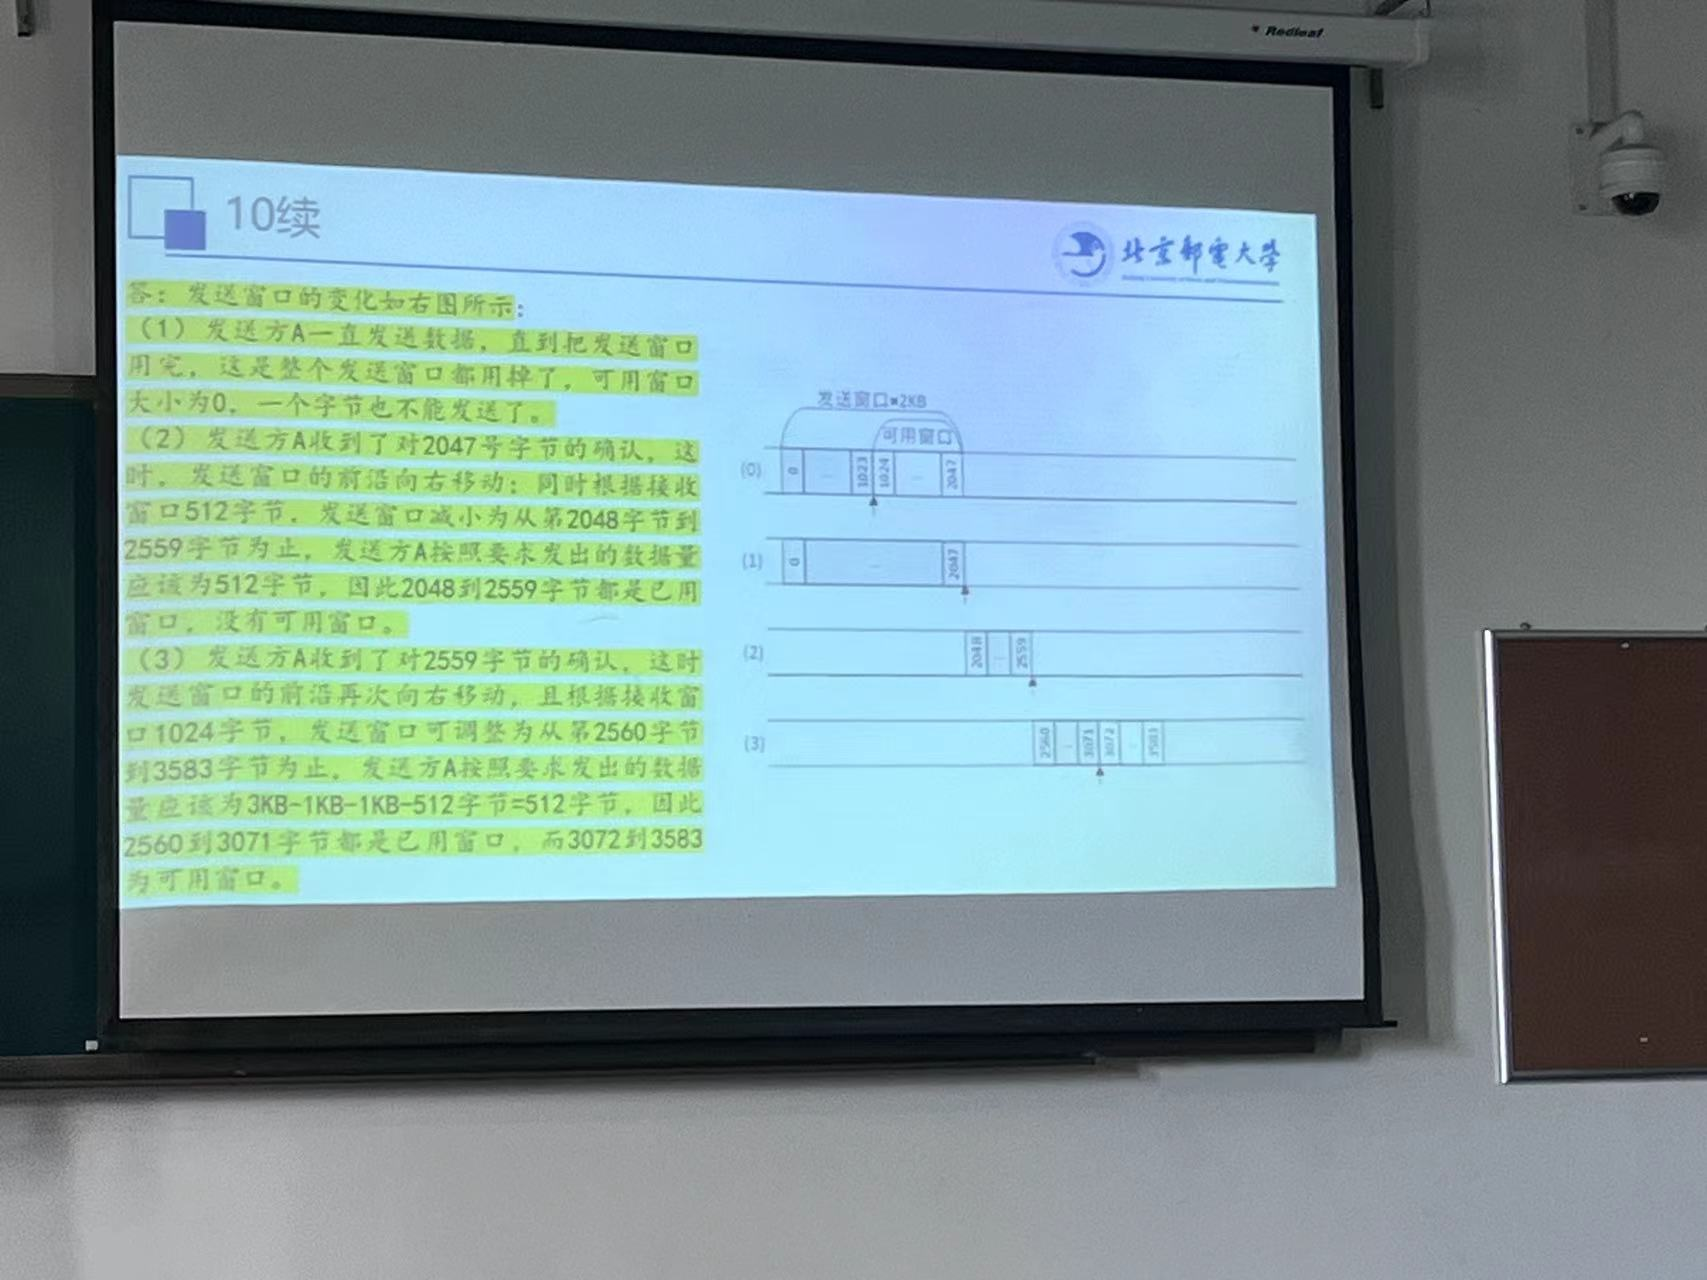 Redleaf
10续
北京邮电大学
答：发送窗口的变化如右图所示：
（1）发送方A一直发送数据，直到把发送窗口
用完，这是整个发送窗口都用掉了，可用窗口
大小为0，一个字节也不能发送了。
（2）发送方A收到了对2047号字节的确认，这
时，发送窗口的前沿向右移动；同时根据接收
窗口512字节，发送窗口减小为从第2048字节到
2559字节为止，发送方A按照要求发出的数据量
应该为512字节，因此2048到2559字节都是已用
窗口，没有可用窗口。
（3）发送方A收到了对2559字节的确认，这时
发送窗口的前沿再次向右移动，且根据接收窗
口1024字节，发送窗口可调整为从第2560字节
到3583字节为止，发送方A按照要求发出的数据
量应该为3KB-1KB-1KB-512字节=512字节，因此
2560到3071字节都是已用窗口，而3072到3583
为可用窗口。
发送窗口=2KB
可用窗口
(0) 0 ... 1023 1024 ... 2047
(1) 0 ... 2047
(2) 2048 ... 2559
(3) 2560 ... 3071 3072 ... 3583